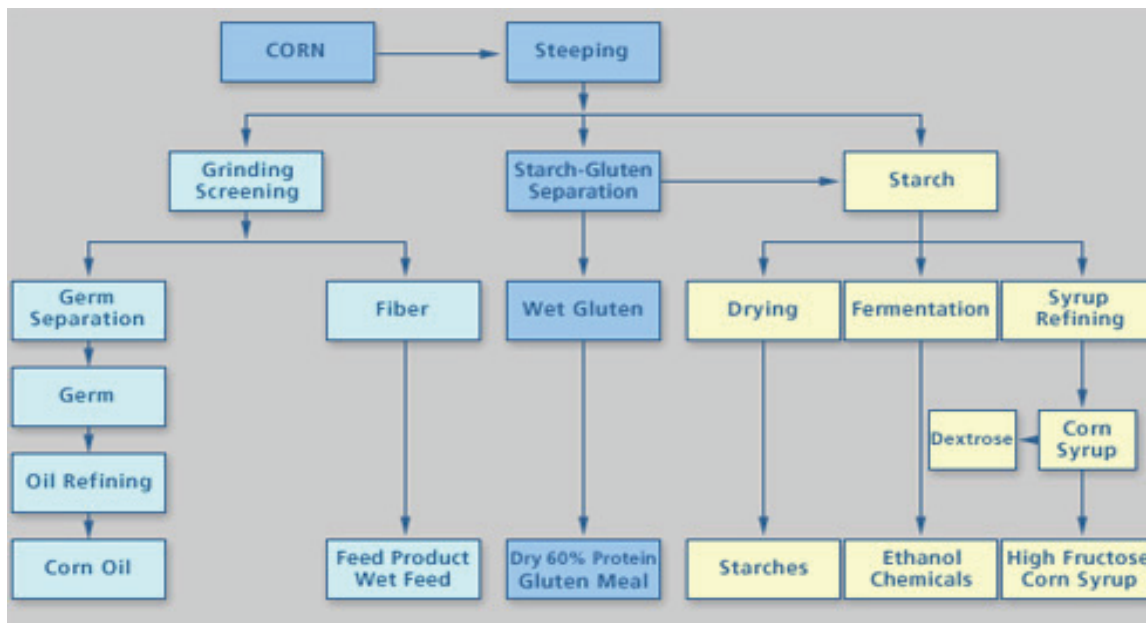 CORN
Steeping
Grinding
Screening
Starch-Gluten
Separation
Starch
Germ
Separation
Fiber
Wet Gluten
Drying
Fermentation
Syrup
Refining
Germ
Dextrose
Corn
Syrup
Oil Refining
Corn Oil
Feed Product
Wet Feed
Dry 60% Protein
Gluten Meal
Starches
Ethanol
Chemicals
High Fructose
Corn Syrup